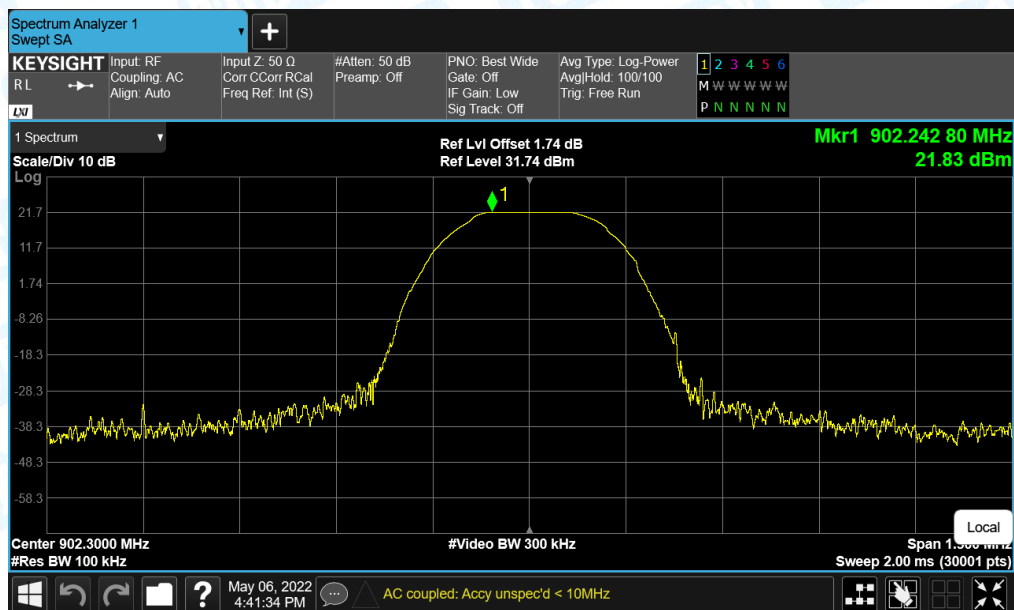 Spectrum Analyzer 1
Swept SA
+
KEYSIGHT
R L
LXI
Input: RF
Coupling: AC
Align: Auto
Input Z: 50 Ω
Corr CCorr RCal
Freq Ref: Int (S)
#Atten: 50 dB
Preamp: Off
PNO: Best Wide
Gate: Off
IF Gain: Low
Sig Track: Off
Avg Type: Log-Power
Avg|Hold: 100/100
Trig: Free Run
1 2 3 4 5 6
M W W W W W
P N N N N N
1 Spectrum
Scale/Div 10 dB
Log
Ref Lvl Offset 1.74 dB
Ref Level 31.74 dBm
Mkr1 902.242 80 MHz
21.83 dBm
1
21.7
11.7
1.74
-8.26
-18.3
-28.3
-38.3
-48.3
-58.3
Local
Center 902.3000 MHz
#Res BW 100 kHz
#Video BW 300 kHz
Span
Sweep 2.00 ms (30001 pts)
?
May 06, 2022
4:41:34 PM
AC coupled: Accy unspec'd < 10MHz